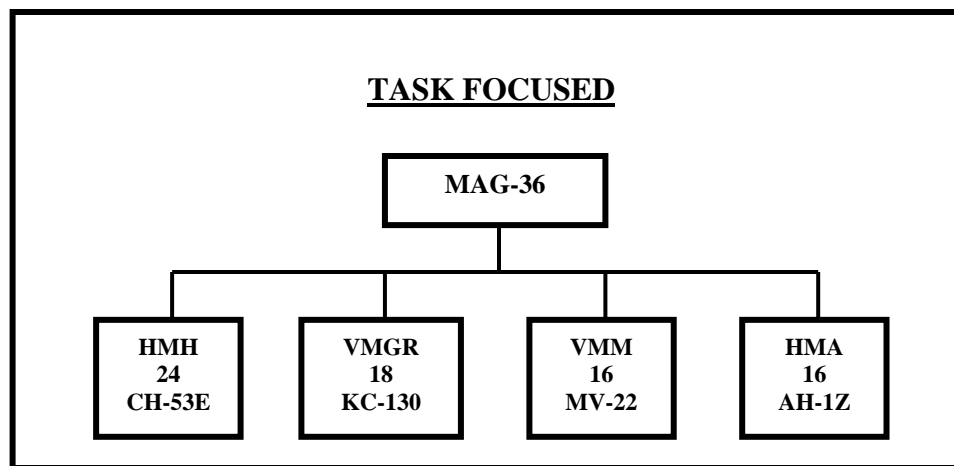 TASK FOCUSED
MAG-36
HMH
24
CH-53E
VMGR
18
KC-130
VMM
16
MV-22
HMA
16
AH-1Z